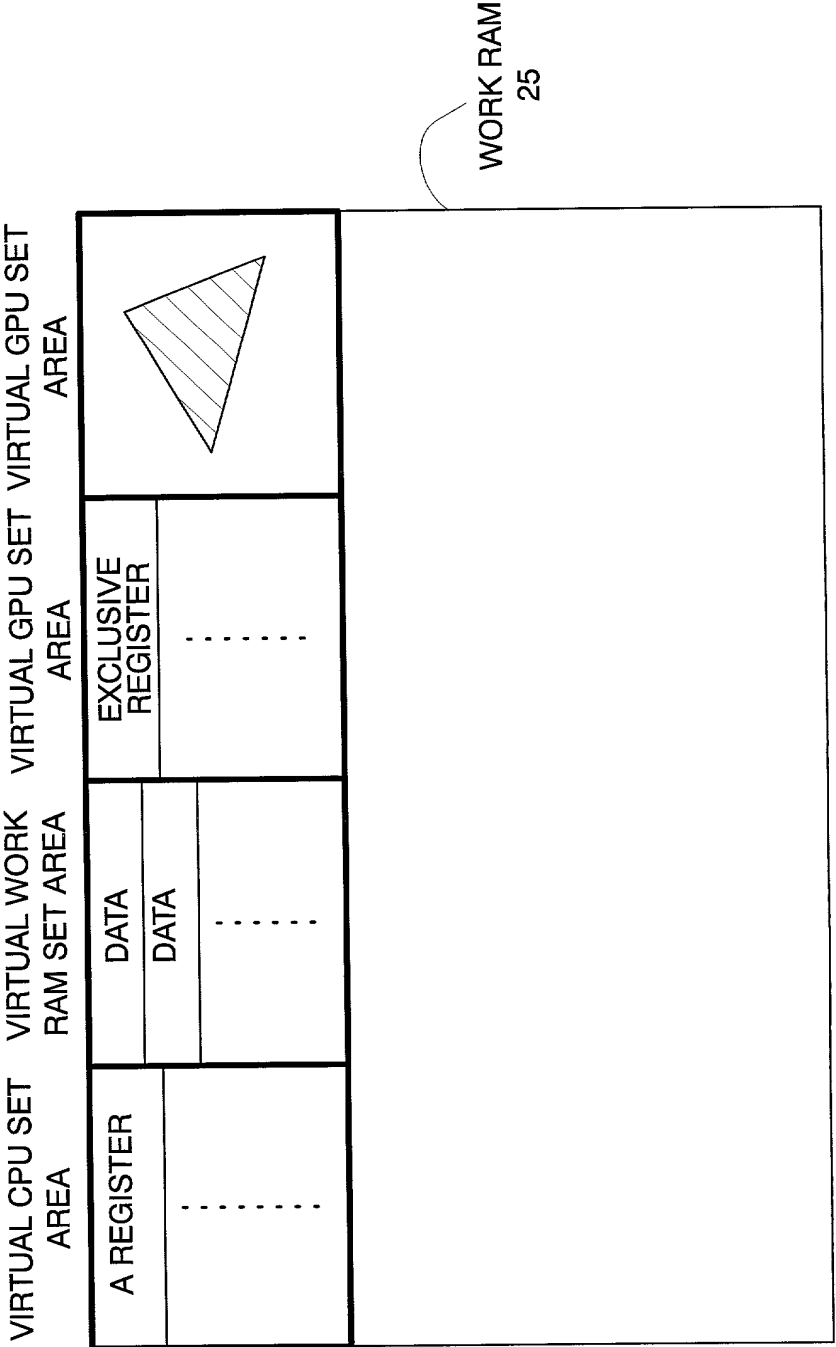 VIRTUAL CPU SET
AREA
VIRTUAL WORK
RAM SET AREA
VIRTUAL GPU SET
AREA
VIRTUAL GPU SET
AREA
A REGISTER
DATA
DATA
EXCLUSIVE
REGISTER
WORK RAM
25